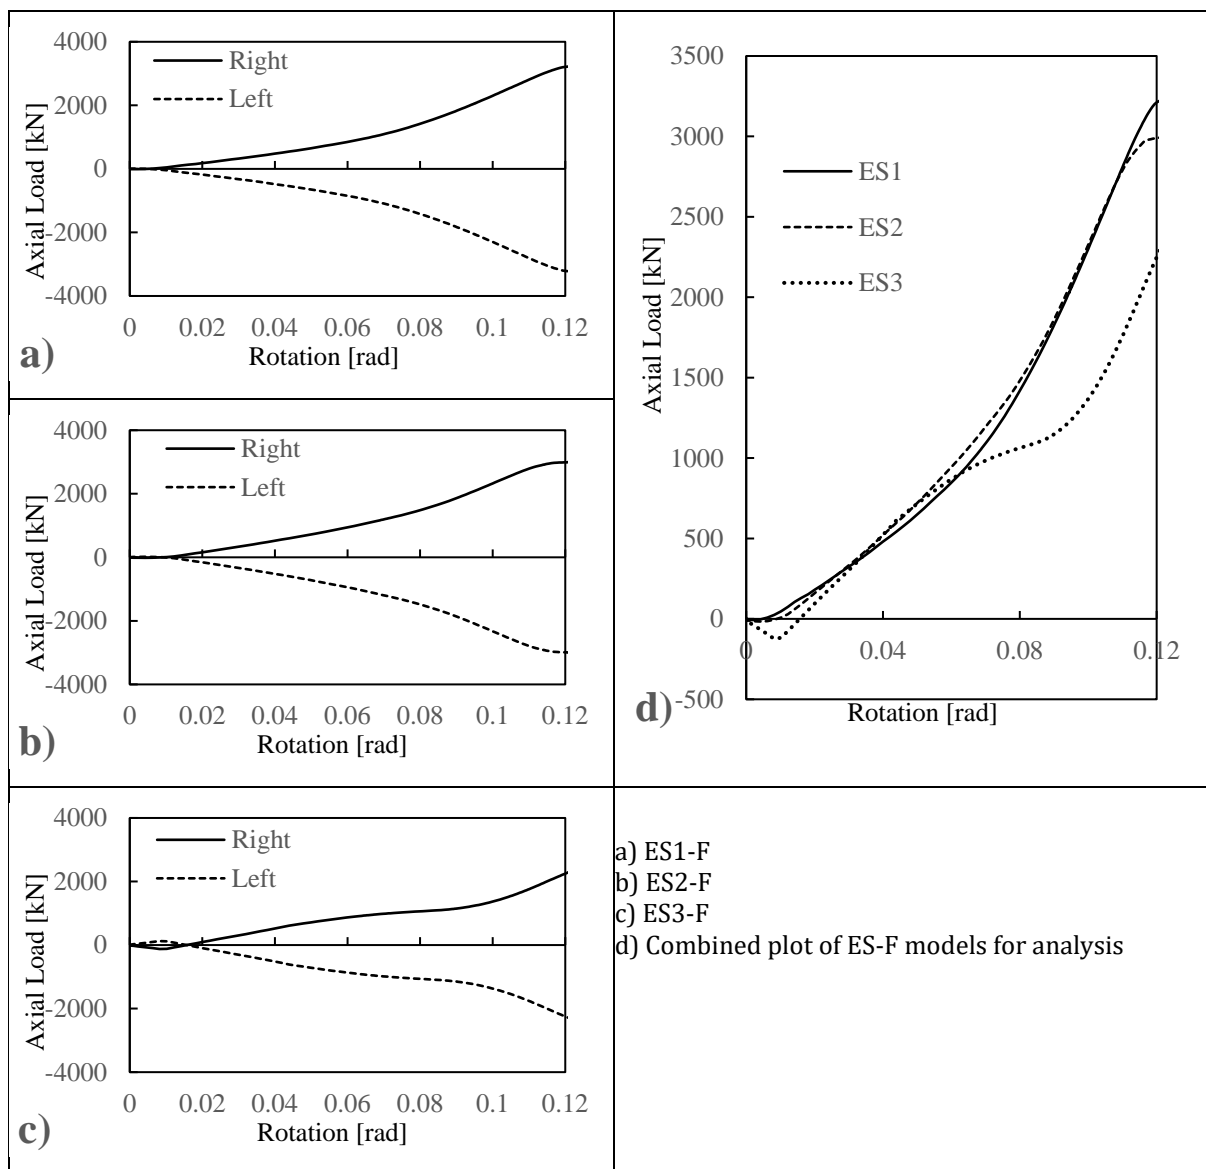 4000
2000
0
-2000
-4000
Axial Load [kN]
Right
Left
0 0.02 0.04 0.06 0.08 0.1 0.12
Rotation [rad]
a)
4000
2000
0
-2000
-4000
Axial Load [kN]
Right
Left
0 0.02 0.04 0.06 0.08 0.1 0.12
Rotation [rad]
b)
4000
2000
0
-2000
-4000
Axial Load [kN]
Right
Left
0 0.02 0.04 0.06 0.08 0.1 0.12
Rotation [rad]
c)
3500
3000
2500
2000
1500
1000
500
0
-500
Axial Load [kN]
ES1
ES2
ES3
0 0.04 0.08 0.12
Rotation [rad]
d)
a) ES1-F
b) ES2-F
c) ES3-F
d) Combined plot of ES-F models for analysis